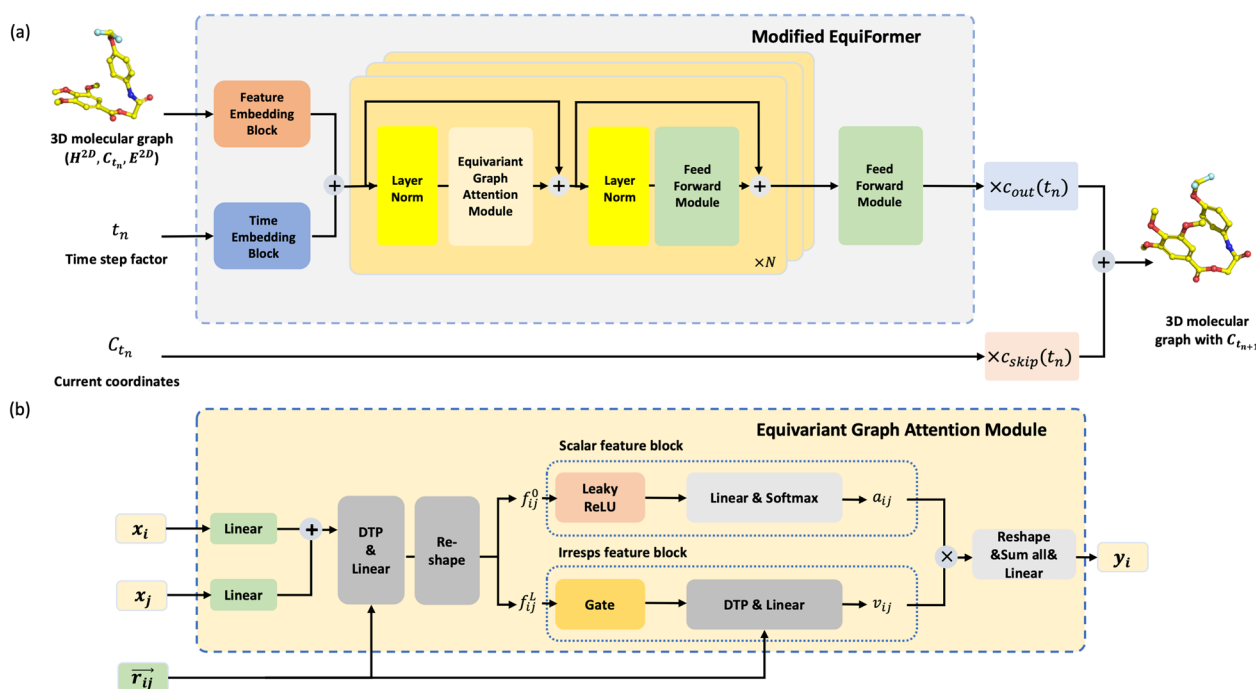 (a)
Modified EquiFormer
3D molecular graph
(H^{2D}, C_{t_n}, E^{2D})
Feature
Embedding
Block
t_n
Time step factor
Time
Embedding
Block
+
Layer
Norm
Equivariant
Graph
Attention
Module
+
Layer
Norm
Feed
Forward
Module
+
×N
Feed
Forward
Module
×c_{out}(t_n)
+
C_{t_n}
Current coordinates
×c_{skip}(t_n)
3D molecular
graph with C_{t_{n+1}}
(b)
Equivariant Graph Attention Module
x_i
Linear
x_j
Linear
+
DTP
&
Linear
Re-
shape
Scalar feature block
f_{ij}^0
Leaky
ReLU
Linear & Softmax
a_{ij}
Irresps feature block
f_{ij}^L
Gate
DTP & Linear
v_{ij}
×
Reshape
&Sum all&
Linear
y_i
\overrightarrow{r_{ij}}